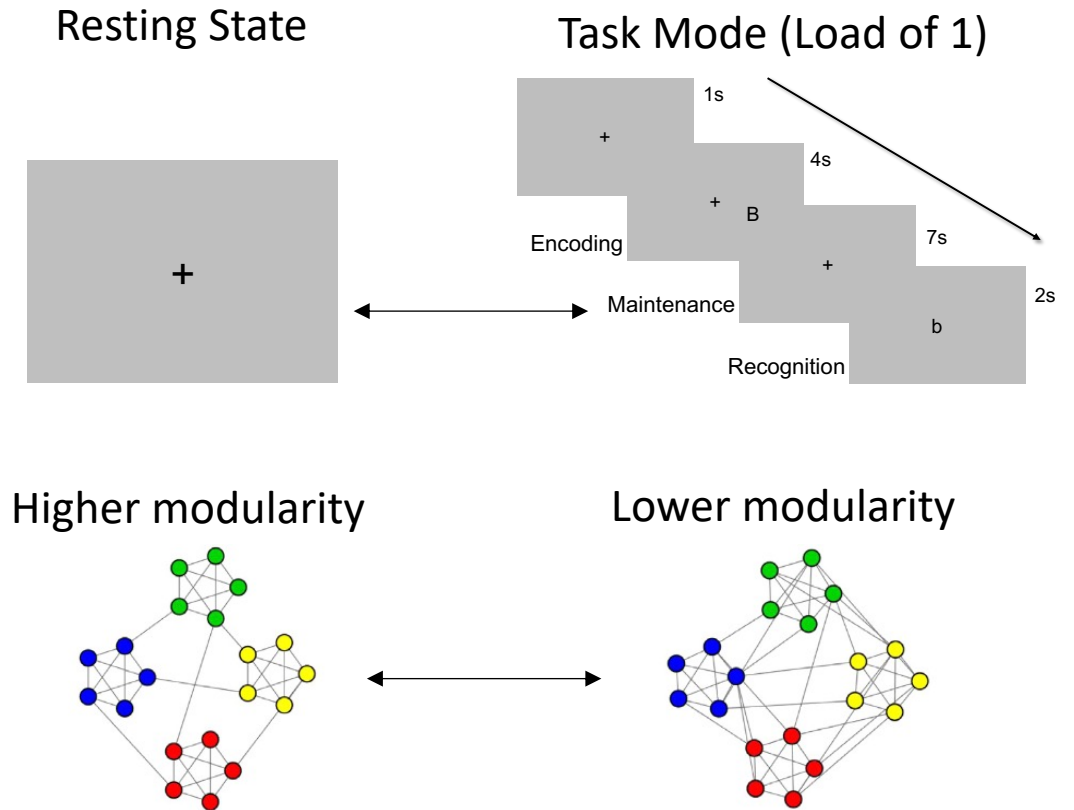 Resting State
Task Mode (Load of 1)
+
1s
+ B
4s
Encoding
+
7s
Maintenance
b
2s
Recognition
+
Higher modularity
Lower modularity